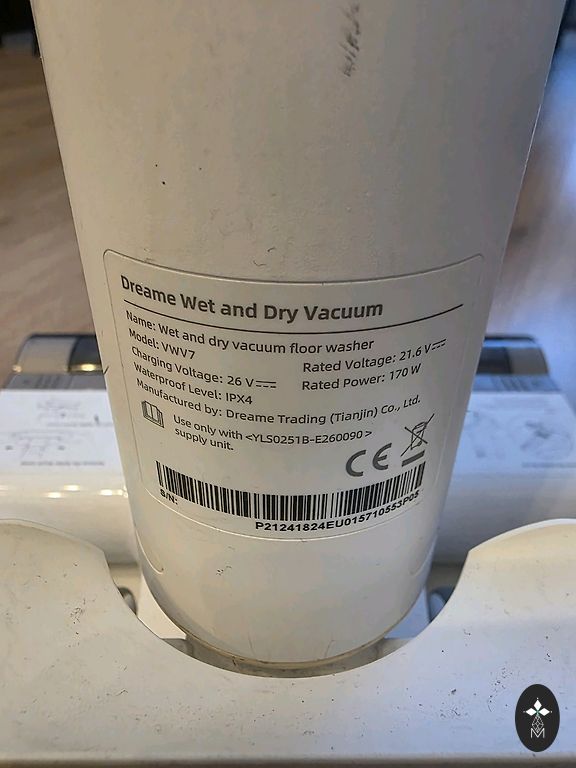 Dreame Wet and Dry Vacuum
Name: Wet and dry vacuum floor washer
Model: VWV7
Rated Voltage: 21.6 V
Charging Voltage: 26 V
Rated Power: 170 W
Waterproof Level: IPX4
Manufactured by: Dreame Trading (Tianjin) Co., Ltd.
Use only with <YLS0251B-E260090>
supply unit.
CE
S/N:
P21241824EU015710553P05
M